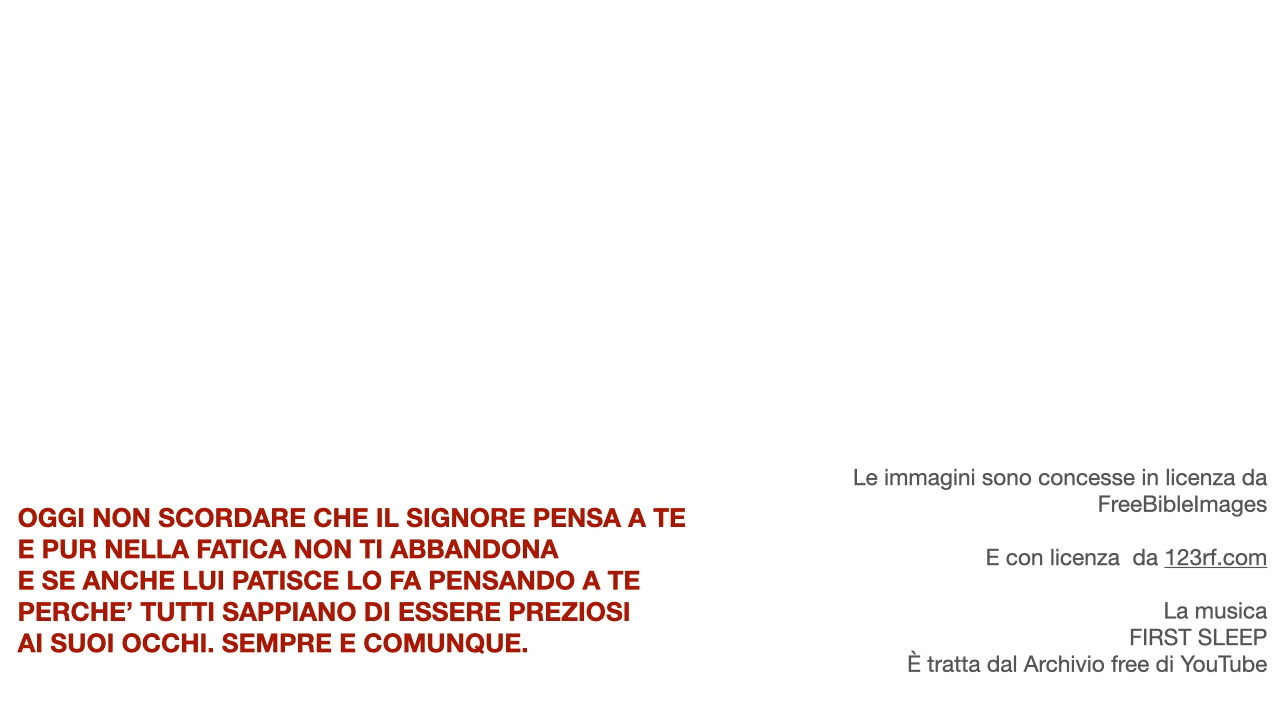 OGGI NON SCORDARE CHE IL SIGNORE PENSA A TE
E PUR NELLA FATICA NON TI ABBANDONA
E SE ANCHE LUI PATISCE LO FA PENSANDO A TE
PERCHE’ TUTTI SAPPIANO DI ESSERE PREZIOSI
AI SUOI OCCHI. SEMPRE E COMUNQUE.
Le immagini sono concesse in licenza da
FreeBibleImages
E con licenza  da 123rf.com
La musica
FIRST SLEEP
È tratta dal Archivio free di YouTube